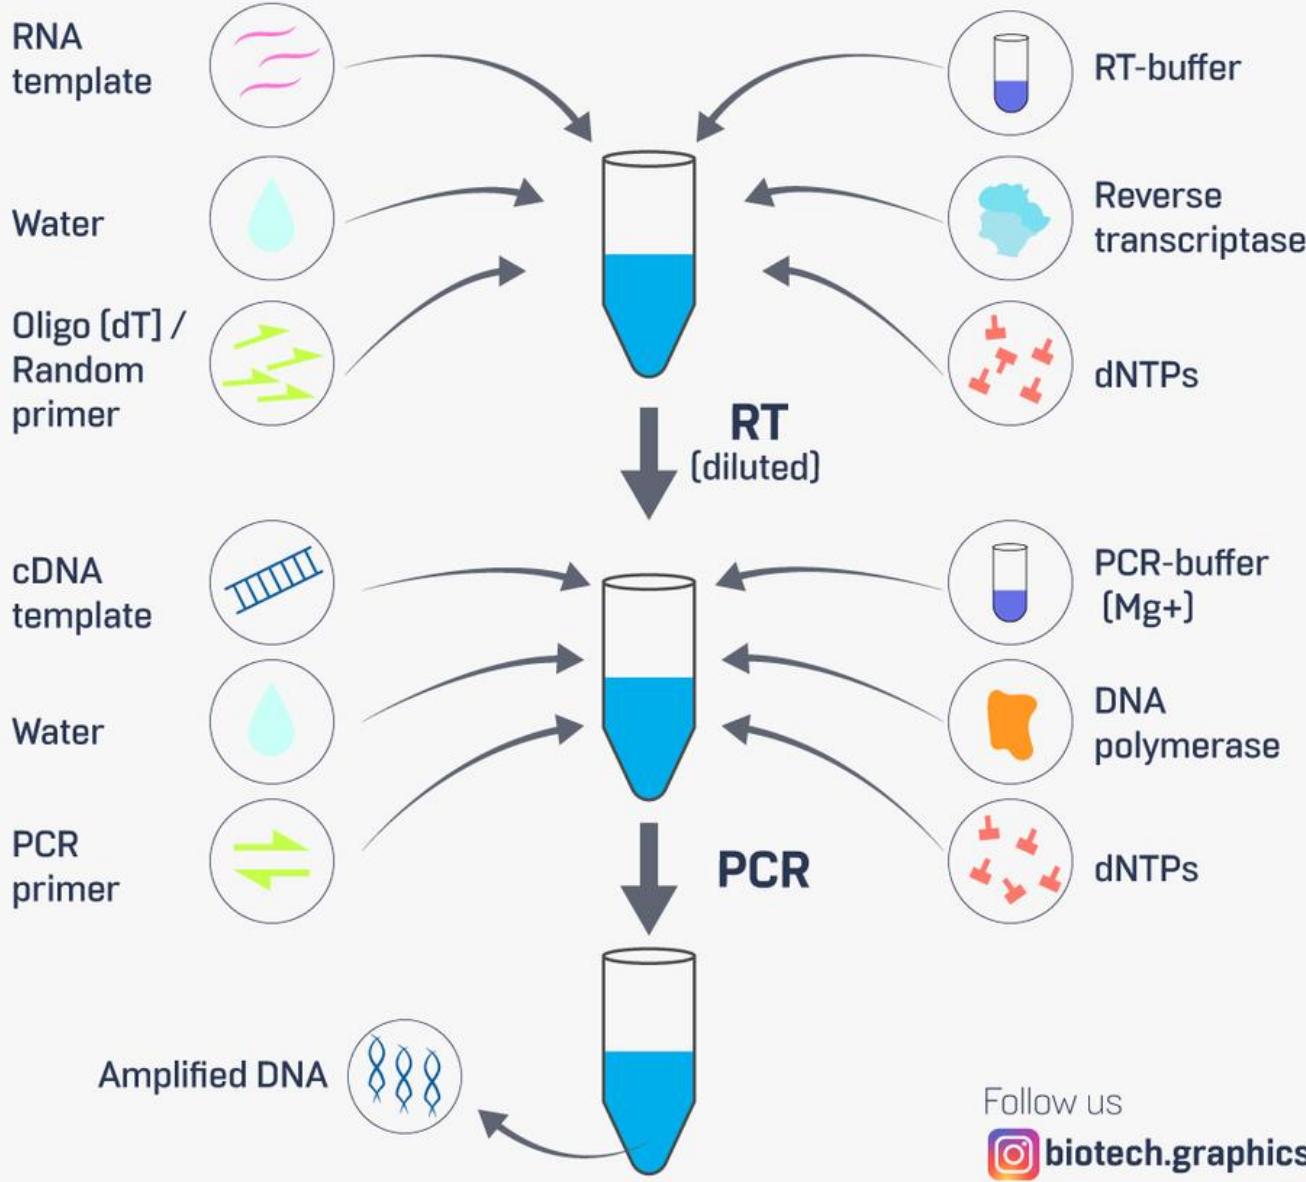 RNA
template
RT-buffer
Water
Reverse
transcriptase
Oligo (dT) /
Random
primer
dNTPs
RT
(diluted)
cDNA
template
PCR-buffer
(Mg+)
Water
DNA
polymerase
PCR
primer
dNTPs
PCR
Amplified DNA
Follow us
biotech.graphics